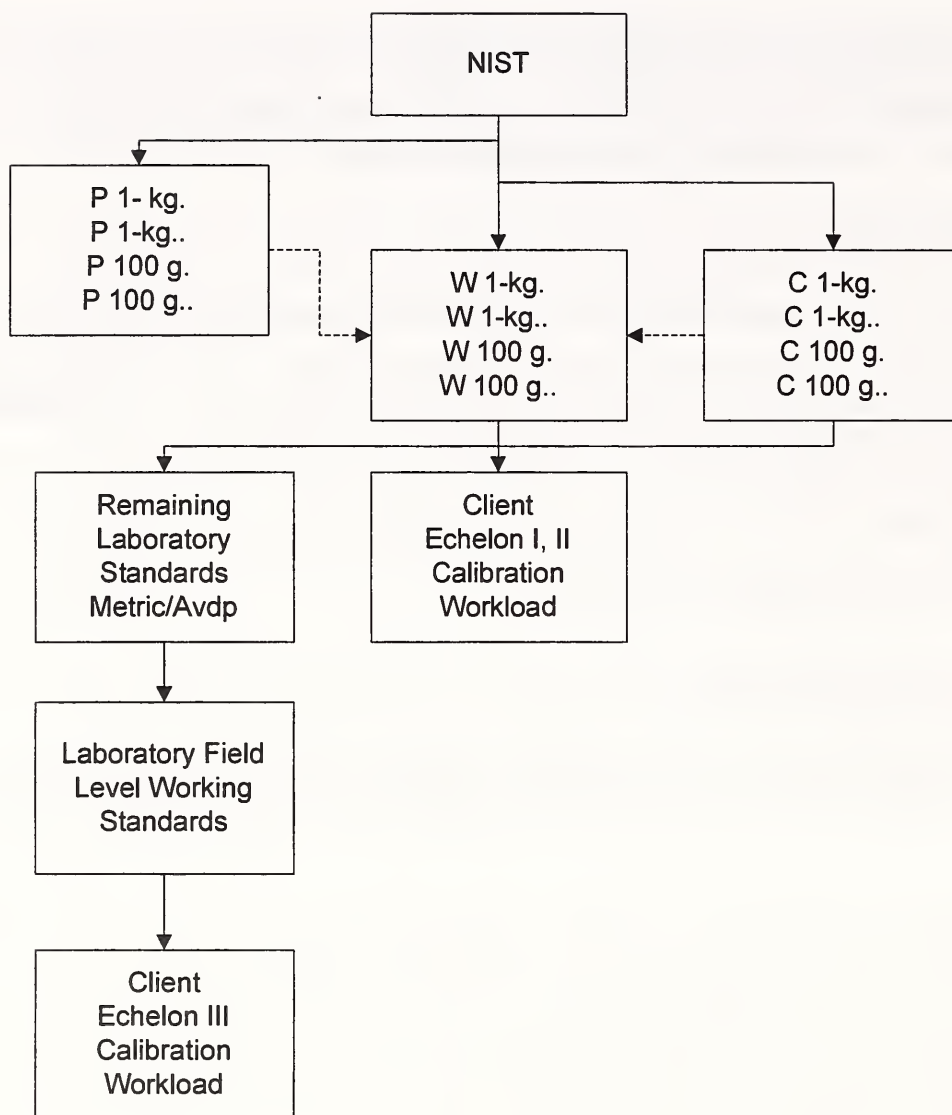 NIST
P 1- kg.
P 1-kg..
P 100 g.
P 100 g..
W 1-kg.
W 1-kg..
W 100 g.
W 100 g..
C 1-kg.
C 1-kg..
C 100 g.
C 100 g..
Remaining
Laboratory
Standards
Metric/Avdp
Client
Echelon I, II
Calibration
Workload
Laboratory Field
Level Working
Standards
Client
Echelon III
Calibration
Workload